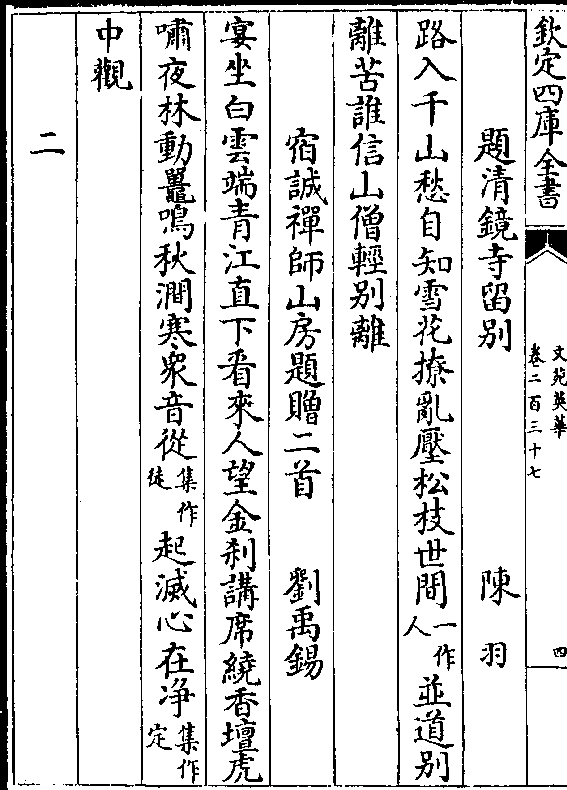 欽定四庫全書
文苑英華
卷二百三十七
四
題清鏡寺留别 陳羽
路入千山愁自知雪花撩亂壓松枝世間一作人並道别
離苦誰信山僧輕别離
宿誠禪師山房題贈二首 劉禹錫
宴坐白雲端青江直下看來人望金刹講席繞香壇虎
嘯夜林動鼉鳴秋澗寒衆音從集作徒起滅心在净集作定
中觀
二